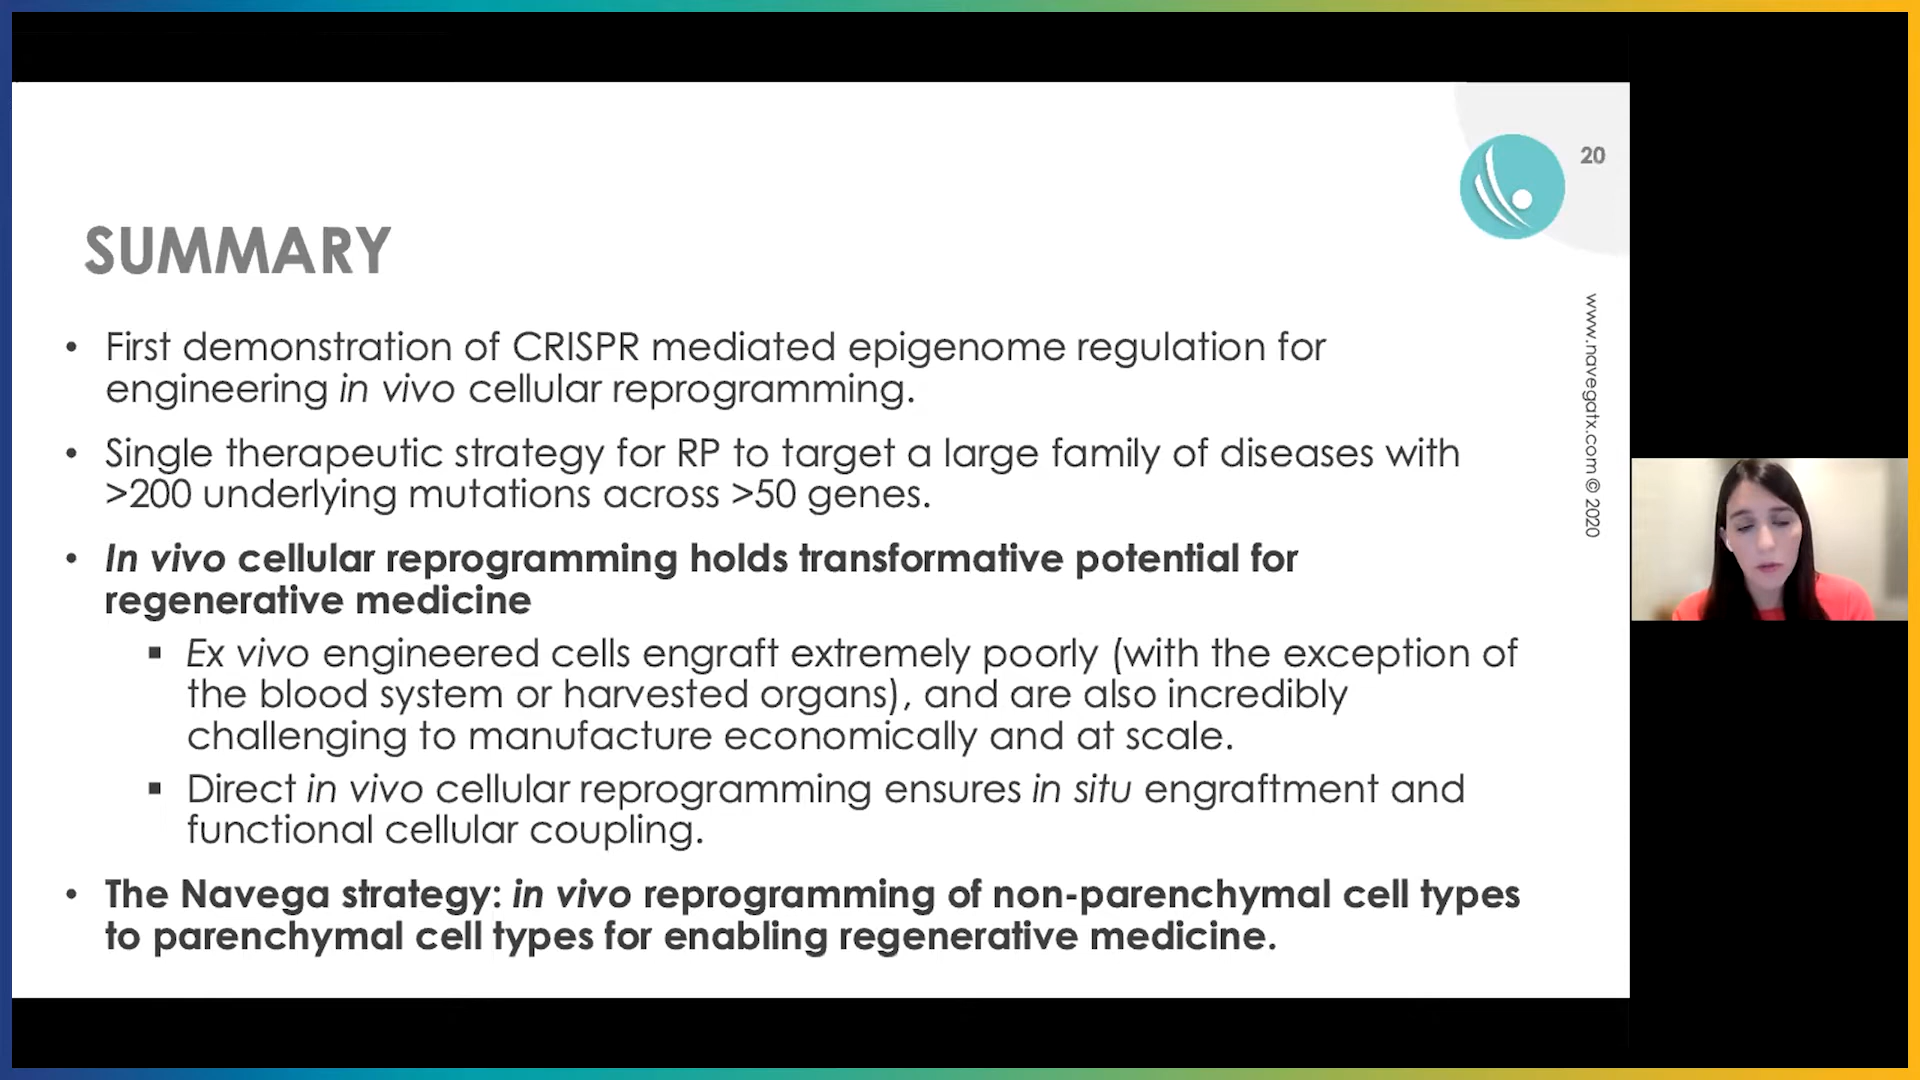 20
SUMMARY
• First demonstration of CRISPR mediated epigenome regulation for
engineering in vivo cellular reprogramming.
• Single therapeutic strategy for RP to target a large family of diseases with
>200 underlying mutations across >50 genes.
• In vivo cellular reprogramming holds transformative potential for
regenerative medicine
▪ Ex vivo engineered cells engraft extremely poorly (with the exception of
the blood system or harvested organs), and are also incredibly
challenging to manufacture economically and at scale.
▪ Direct in vivo cellular reprogramming ensures in situ engraftment and
functional cellular coupling.
• The Navega strategy: in vivo reprogramming of non-parenchymal cell types
to parenchymal cell types for enabling regenerative medicine.
www.navegatx.com © 2020